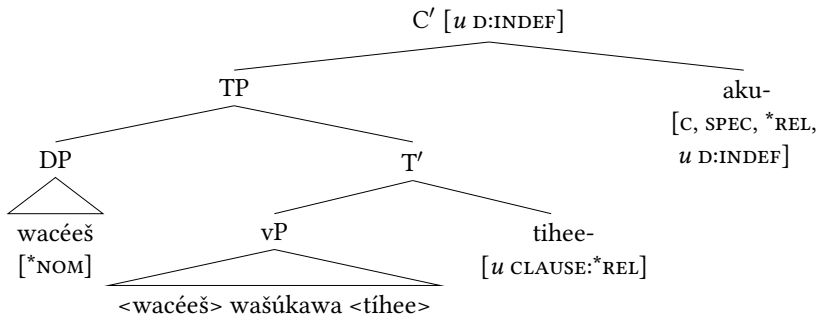 C′ [u D:INDEF]
TP aku-
[C, SPEC, *REL,
u D:INDEF]
DP T′
wacéeš vP tihee-
[*NOM] [u CLAUSE:*REL]
<wacéeš> wašúkawa <tíhee>